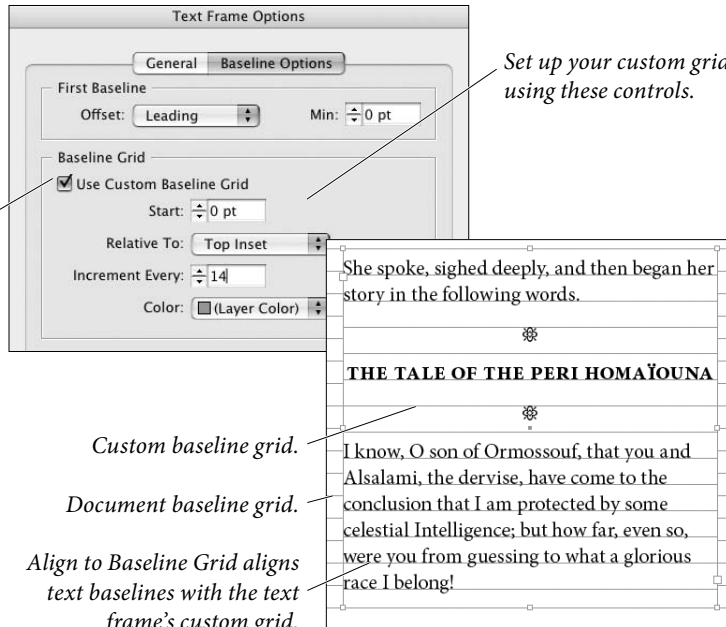 Text Frame Options
General Baseline Options
First Baseline
Offset: Leading Min: 0 pt
Baseline Grid
Use Custom Baseline Grid
Start: 0 pt
Relative To: Top Inset
Increment Every: 14
Color: (Layer Color)
Set up your custom grid
using these controls.
She spoke, sighed deeply, and then began her
story in the following words.
THE TALE OF THE PERI HOMAÏOUNA
I know, O son of Ormossouf, that you and
Alsalami, the dervise, have come to the
conclusion that I am protected by some
celestial Intelligence; but how far, even so,
were you from guessing to what a glorious
race I belong!
Custom baseline grid.
Document baseline grid.
Align to Baseline Grid aligns
text baselines with the text
frame's custom grid.